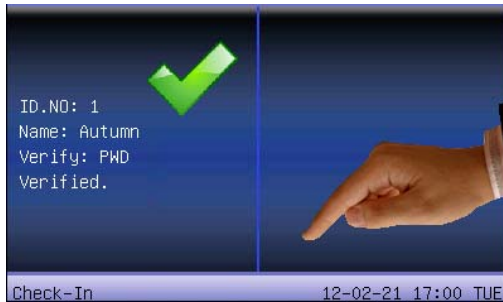 ID.NO: 1
Name: Autumn
Verify: PWD
Verified.
Check-In 12-02-21 17:00 TUE